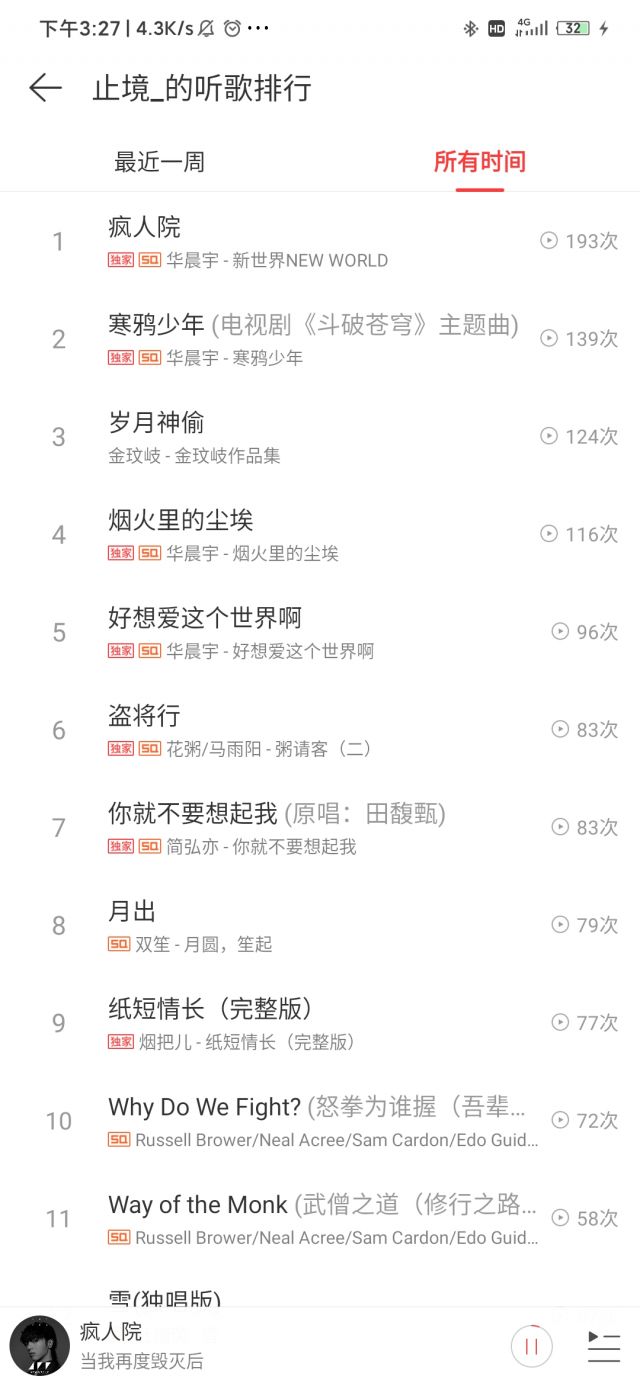 下午3:27 | 4.3K/s ···
HD 4G 32
止境_的听歌排行
最近一周 所有时间
1 疯人院 193次
独家 SQ 华晨宇 - 新世界NEW WORLD
2 寒鸦少年 (电视剧《斗破苍穹》主题曲) 139次
独家 SQ 华晨宇 - 寒鸦少年
3 岁月神偷 124次
金玟岐 - 金玟岐作品集
4 烟火里的尘埃 116次
独家 SQ 华晨宇 - 烟火里的尘埃
5 好想爱这个世界啊 96次
独家 SQ 华晨宇 - 好想爱这个世界啊
6 盗将行 83次
独家 SQ 花粥/马雨阳 - 粥请客（二）
7 你就不要想起我 (原唱：田馥甄) 83次
独家 SQ 简弘亦 - 你就不要想起我
8 月出 79次
SQ 双笙 - 月圆，笙起
9 纸短情长（完整版） 77次
独家 烟把儿 - 纸短情长（完整版）
10 Why Do We Fight? (怒拳为谁握（吾辈... 72次
SQ Russell Brower/Neal Acree/Sam Cardon/Edo Guid...
11 Way of the Monk (武僧之道（修行之路... 58次
SQ Russell Brower/Neal Acree/Sam Cardon/Edo Guid...
雪(独唱版)
疯人院
当我再度毁灭后